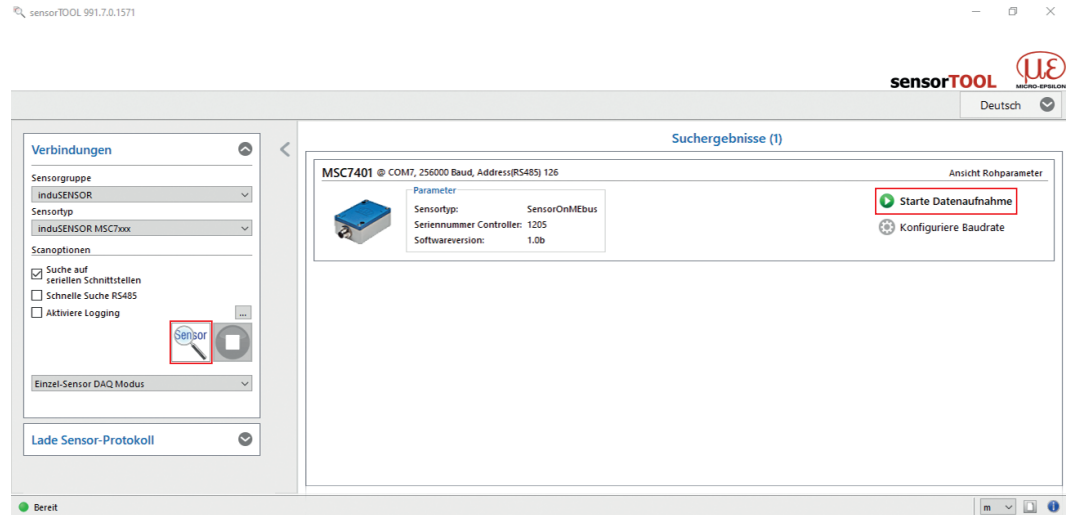 sensorTOOL 991.7.0.1571
sensorTOOL
με
MICRO-EPSILON
Deutsch
Verbindungen
Sensorgruppe
induSENSOR
Sensortyp
induSENSOR MSC7xxx
Scanoptionen
Suche auf
seriellen Schnittstellen
Schnelle Suche RS485
Aktiviere Logging
...
Sensor
Einzel-Sensor DAQ Modus
Lade Sensor-Protokoll
Suchergebnisse (1)
MSC7401 @ COM7, 256000 Baud, Address(RS485) 126
Ansicht Rohparameter
Parameter
Sensortyp: SensorOnMEbus
Seriennummer Controller: 1205
Softwareversion: 1.0b
Starte Datenaufnahme
Konfiguriere Baudrate
Bereit
m